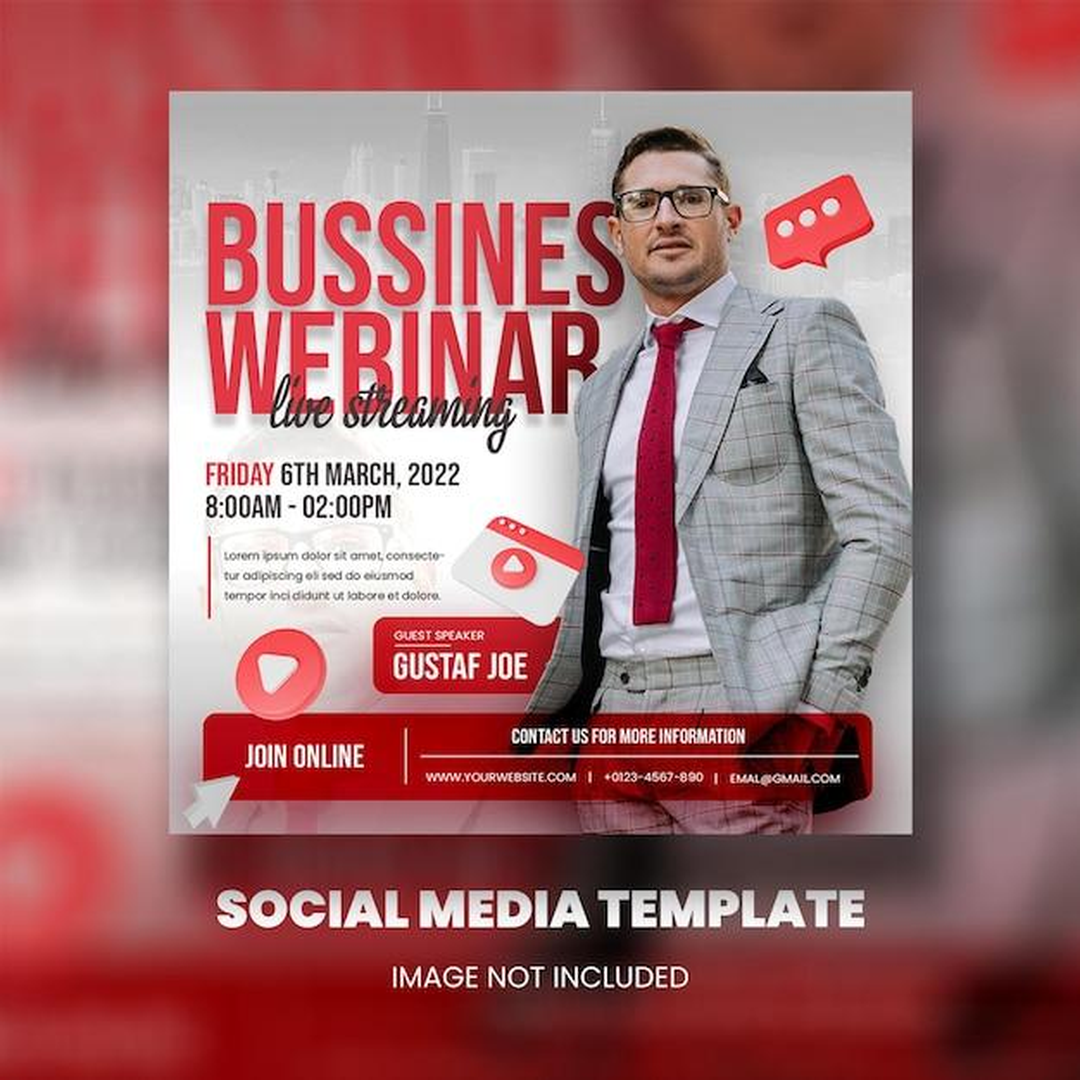 BUSSINES
WEBINAR
live streaming
FRIDAY 6TH MARCH, 2022
8:00AM - 02:00PM
Lorem ipsum dolor sit amet, consecte-
tur adipiscing eli sed do eiusmod
tempor inci didunt ut labore et dolore.
GUEST SPEAKER
GUSTAF JOE
JOIN ONLINE
CONTACT US FOR MORE INFORMATION
WWW.YOURWEBSITE.COM | +0123-4567-890 | EMAL@GMAIL.COM
SOCIAL MEDIA TEMPLATE
IMAGE NOT INCLUDED